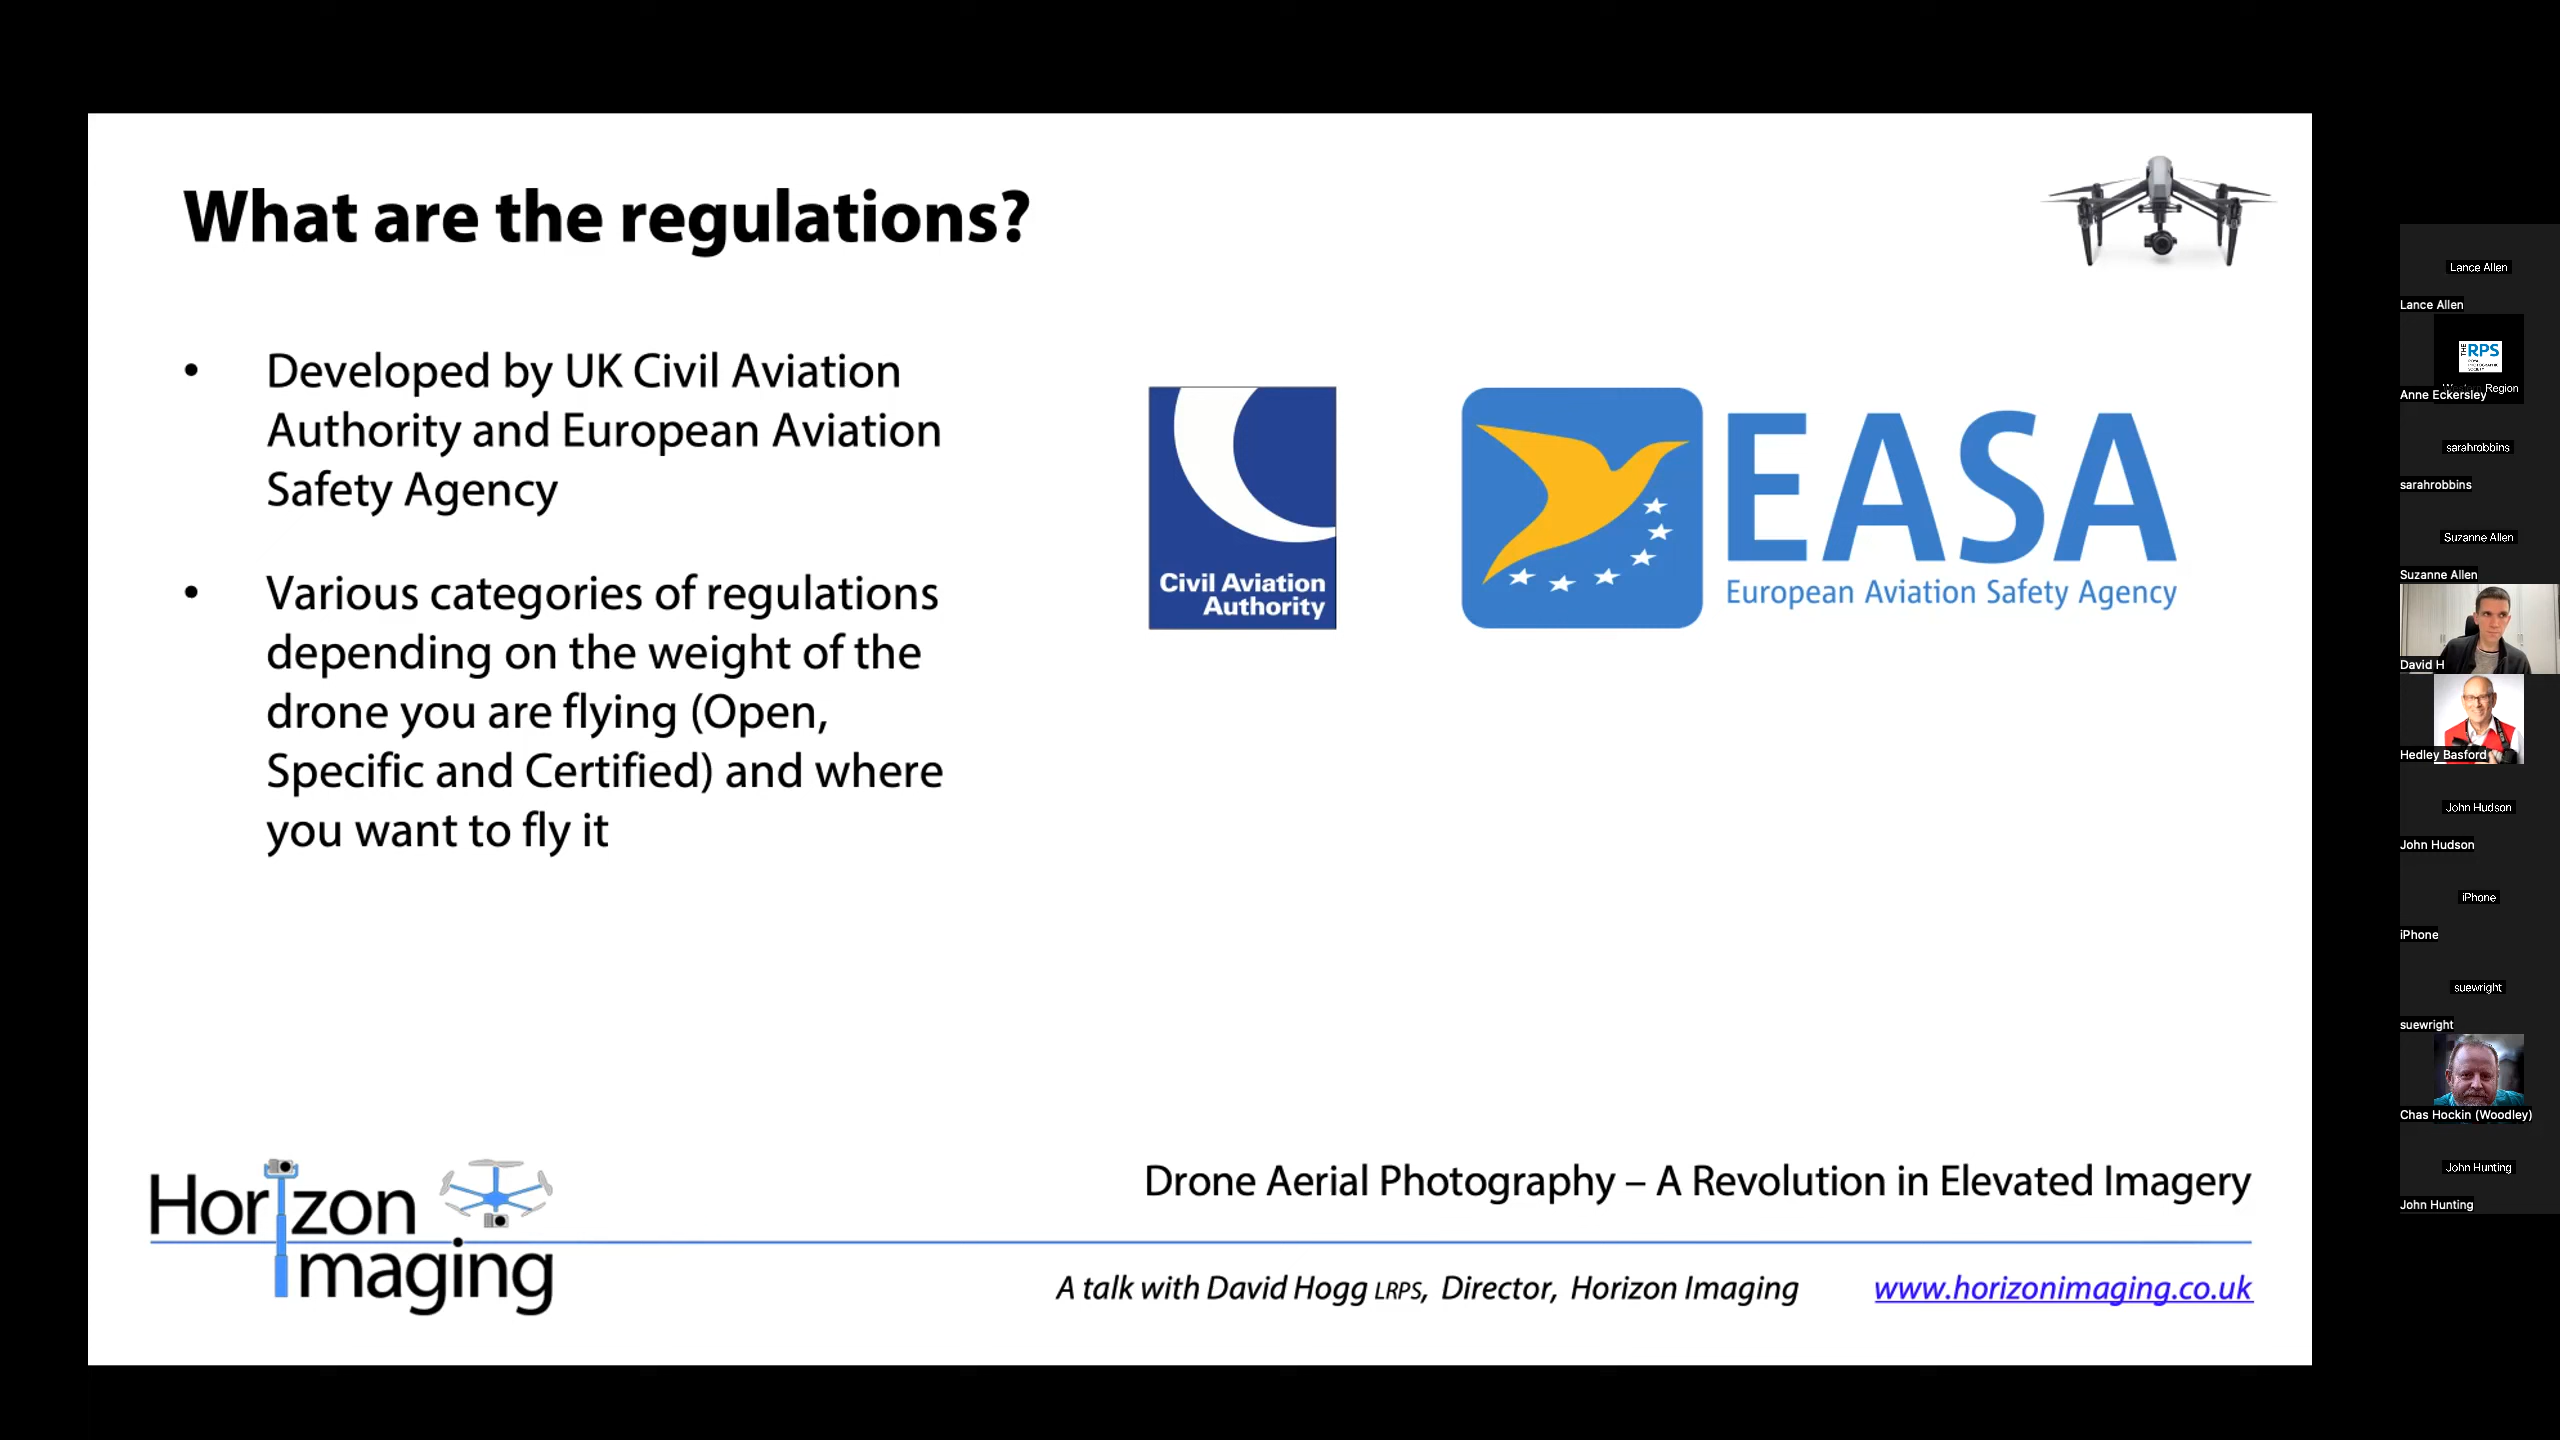 What are the regulations?
• Developed by UK Civil Aviation
Authority and European Aviation
Safety Agency
• Various categories of regulations
depending on the weight of the
drone you are flying (Open,
Specific and Certified) and where
you want to fly it
Civil Aviation
Authority
EASA
European Aviation Safety Agency
Horizon
Imaging
Drone Aerial Photography – A Revolution in Elevated Imagery
A talk with David Hogg LRPS, Director, Horizon Imaging
www.horizonimaging.co.uk
Lance Allen
Lance Allen
THE RPS
Region
Anne Eckersley
sarahrobbins
sarahrobbins
Suzanne Allen
Suzanne Allen
David H
Hedley Basford
John Hudson
John Hudson
iPhone
iPhone
suewright
suewright
Chas Hockin (Woodley)
John Hunting
John Hunting